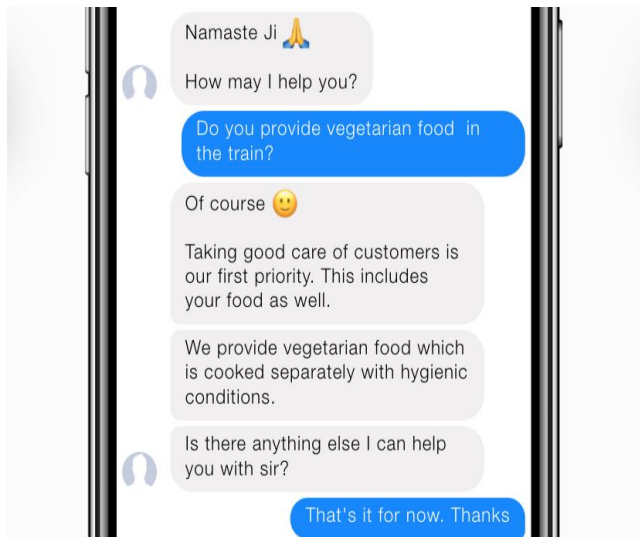 Namaste Ji 🙏
How may I help you?
Do you provide vegetarian food in
the train?
Of course 🙂
Taking good care of customers is
our first priority. This includes
your food as well.
We provide vegetarian food which
is cooked separately with hygienic
conditions.
Is there anything else I can help
you with sir?
That's it for now. Thanks